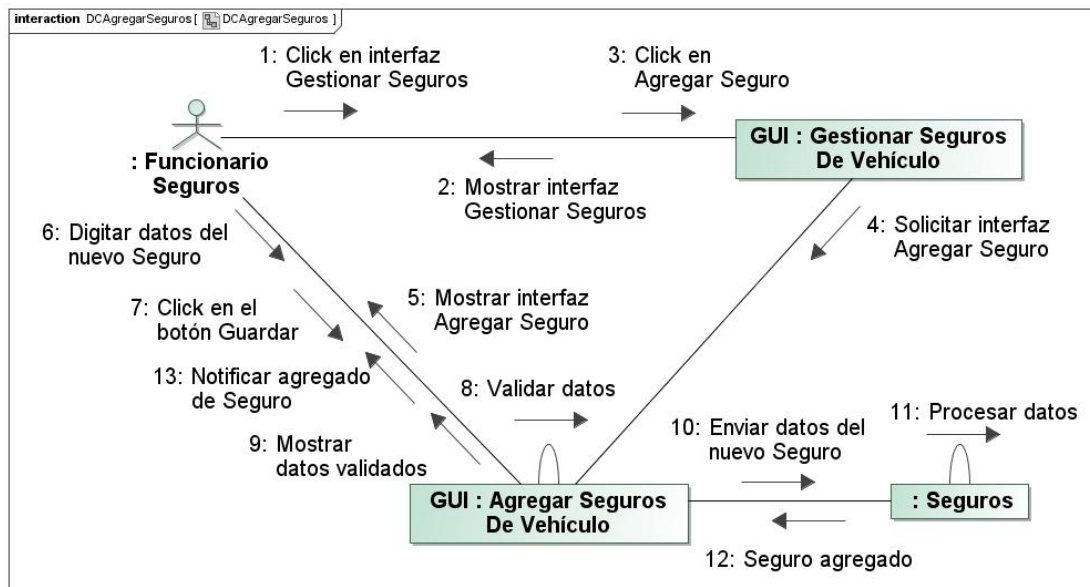 interaction DCAgregarSeguros [ DCAgregarSeguros ]
1: Click en interfaz
Gestionar Seguros
3: Click en
Agregar Seguro
: Funcionario
Seguros
GUI : Gestionar Seguros
De Vehículo
2: Mostrar interfaz
Gestionar Seguros
6: Digitar datos del
nuevo Seguro
4: Solicitar interfaz
Agregar Seguro
7: Click en el
botón Guardar
5: Mostrar interfaz
Agregar Seguro
13: Notificar agregado
de Seguro
8: Validar datos
9: Mostrar
datos validados
10: Enviar datos del
nuevo Seguro
11: Procesar datos
GUI : Agregar Seguros
De Vehículo
: Seguros
12: Seguro agregado